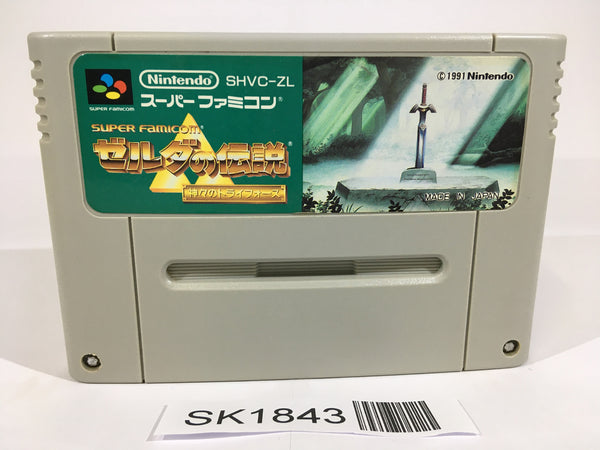 SUPER FAMICOM
Nintendo SHVC-ZL
スーパーファミコン®
SUPER FAMICOM®
ゼルダの伝説®
神々のトライフォース
©1991 Nintendo
MADE IN JAPAN
SK1843